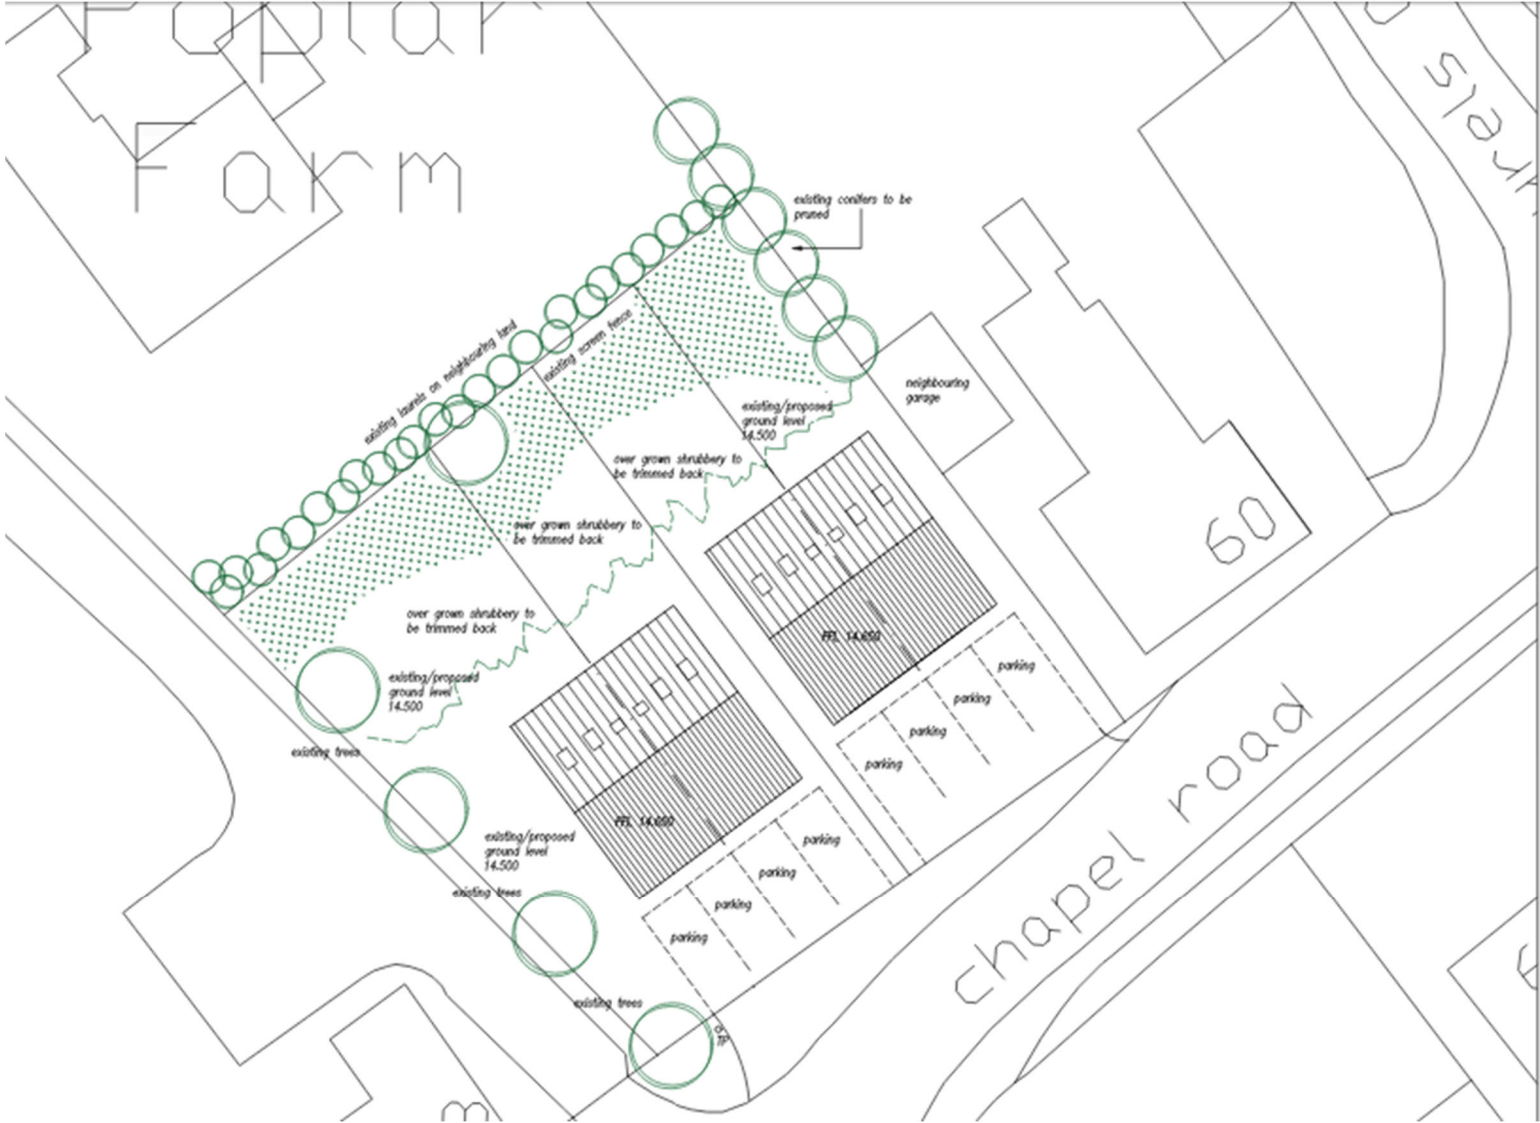 Poplar
Farm
existing conifers to be
pruned
existing laurels on neighbouring land
existing screen fence
neighbouring
garage
existing/proposed
ground level
14.500
over grown shrubbery to
be trimmed back
over grown shrubbery to
be trimmed back
over grown shrubbery to
be trimmed back
60
FFL 14.650
parking
parking
parking
parking
existing/proposed
ground level
14.500
existing trees
FFL 14.650
parking
parking
parking
parking
existing/proposed
ground level
14.500
existing trees
existing trees
chapel road